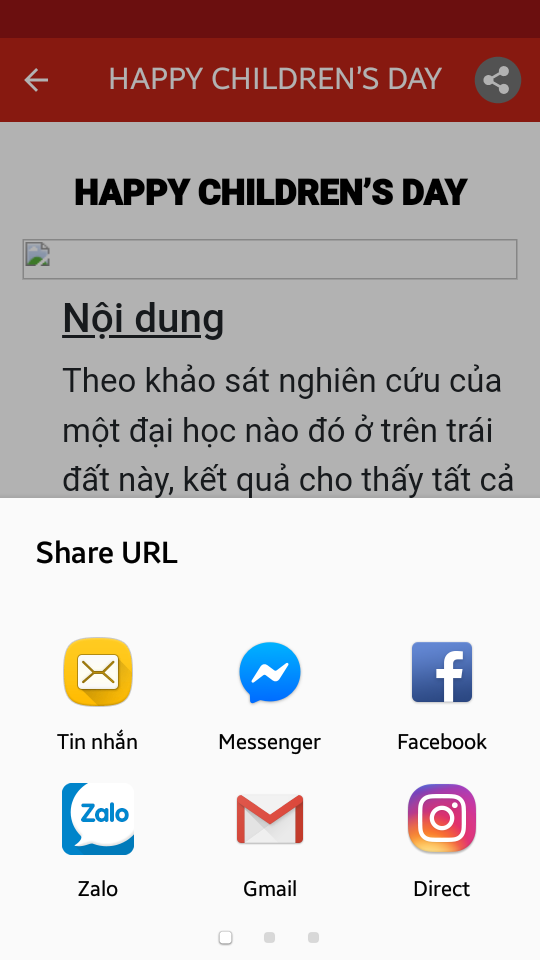 HAPPY CHILDREN’S DAY
HAPPY CHILDREN’S DAY
Nội dung
Theo khảo sát nghiên cứu của
một đại học nào đó ở trên trái
đất này, kết quả cho thấy tất cả
Share URL
Tin nhắn
Messenger
Facebook
Zalo
Zalo
Gmail
Direct